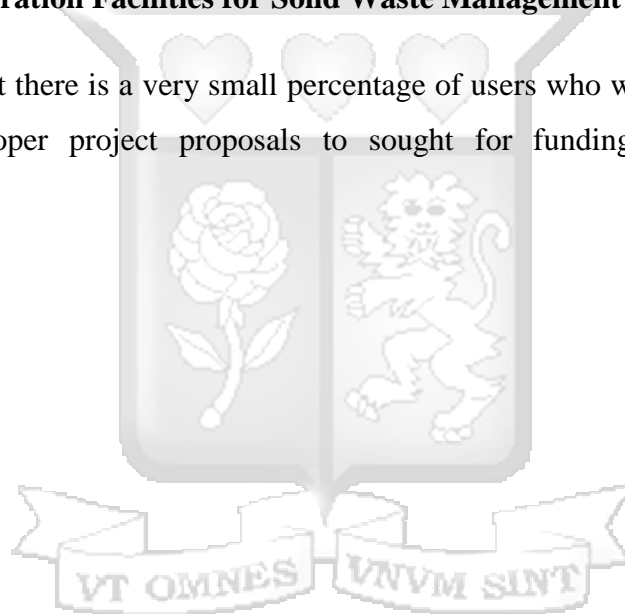 ration Facilities for Solid Waste Management
t there is a very small percentage of users who w
oper project proposals to sought for funding
VT OMNES VNVM SINT